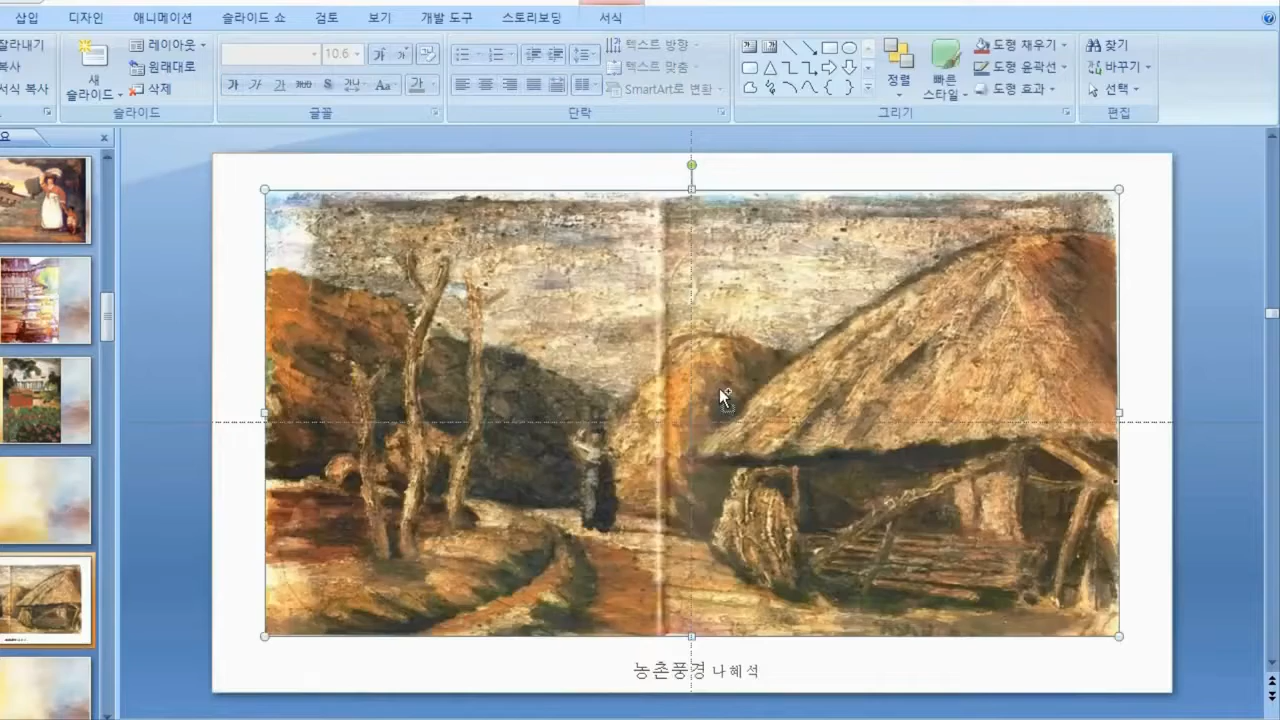 삽입 디자인 애니메이션 슬라이드 쇼 검토 보기 개발 도구 스토리보딩 서식
잘라내기
복사
서식 복사
새
슬라이드
레이아웃
원래대로
삭제
슬라이드
10.6
가 가 가 가 Aa 가
글꼴
텍스트 방향
텍스트 맞춤
SmartArt로 변환
단락
정렬
빠른
스타일
도형 채우기
도형 윤곽선
도형 효과
그리기
찾기
바꾸기
선택
편집
요
농촌풍경 나혜석